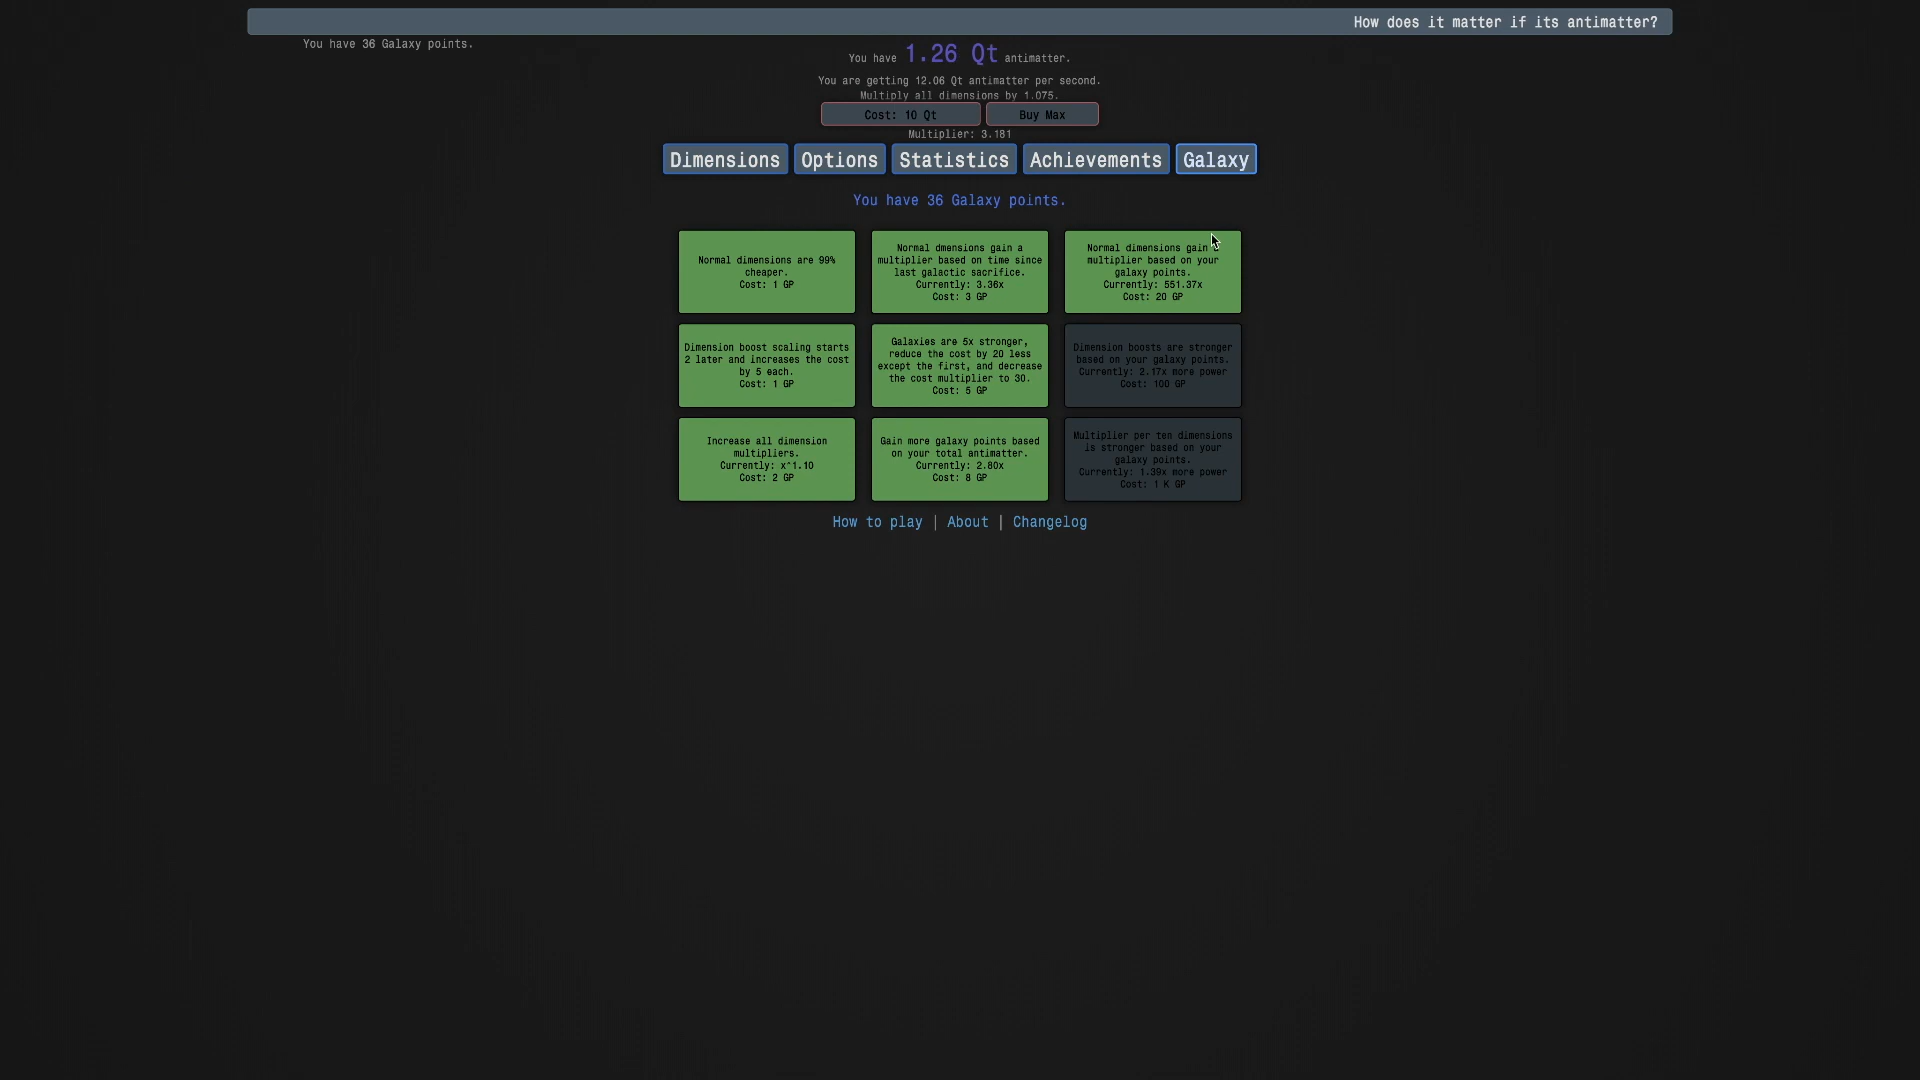 How does it matter if its antimatter?
You have 36 Galaxy points.
You have 1.26 Qt antimatter.
You are getting 12.06 Qt antimatter per second.
Multiply all dimensions by 1.075.
Cost: 10 Qt
Buy Max
Multiplier: 3.181
Dimensions
Options
Statistics
Achievements
Galaxy
You have 36 Galaxy points.
Normal dimensions are 99%
cheaper.
Cost: 1 GP
Normal dmensions gain a
multiplier based on time since
last galactic sacrifice.
Currently: 3.36x
Cost: 3 GP
Normal dimensions gain
multiplier based on your
galaxy points.
Currently: 551.37x
Cost: 20 GP
Dimension boost scaling starts
2 later and increases the cost
by 5 each.
Cost: 1 GP
Galaxies are 5x stronger,
reduce the cost by 20 less
except the first, and decrease
the cost multiplier to 30.
Cost: 5 GP
Dimension boosts are stronger
based on your galaxy points.
Currently: 2.17x more power
Cost: 100 GP
Increase all dimension
multipliers.
Currently: x^1.10
Cost: 2 GP
Gain more galaxy points based
on your total antimatter.
Currently: 2.80x
Cost: 8 GP
Multiplier per ten dimensions
is stronger based on your
galaxy points.
Currently: 1.39x more power
Cost: 1 K GP
How to play | About | Changelog